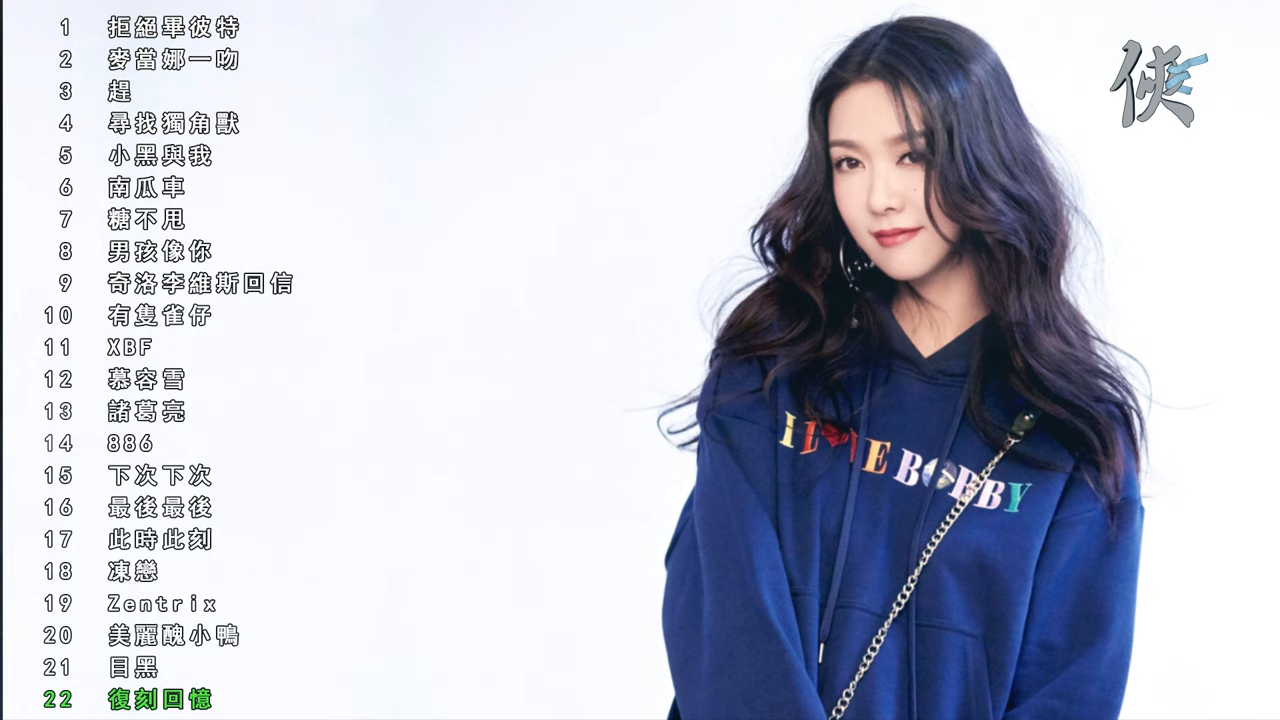 1 拒絕畢彼特
2 麥當娜一吻
3 趕
4 尋找獨角獸
5 小黑與我
6 南瓜車
7 糖不甩
8 男孩像你
9 奇洛李維斯回信
10 有隻雀仔
11 XBF
12 慕容雪
13 諸葛亮
14 886
15 下次下次
16 最後最後
17 此時此刻
18 凍戀
19 Zentrix
20 美麗醜小鴨
21 目黑
22 復刻回憶
俠
I LOVE BOBBY